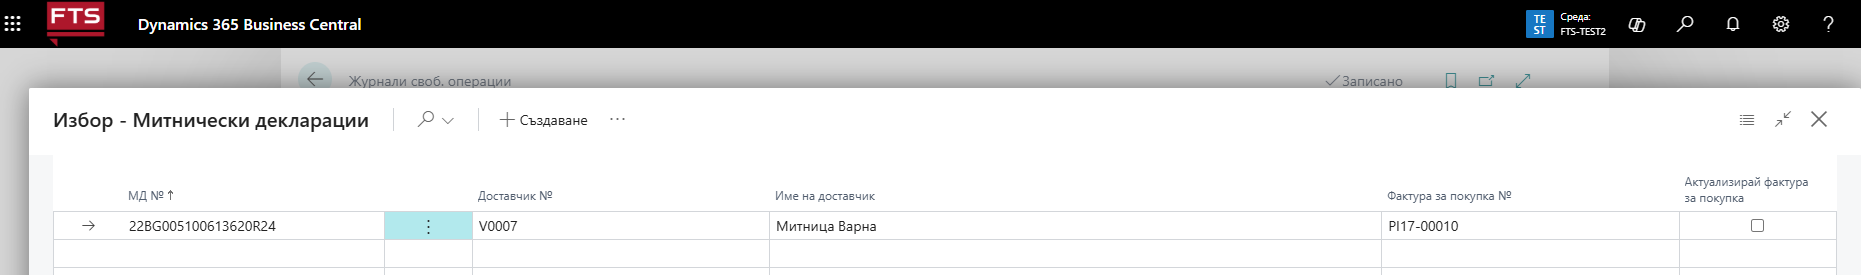 FTS
Dynamics 365 Business Central
TE
ST
Среда:
FTS-TEST2
Журнали своб. операции
Записано
Избор - Митнически декларации
Създаване
МД № ↑
Доставчик №
Име на доставчик
Фактура за покупка №
Актуализирай фактура
за покупка
22BG005100613620R24
V0007
Митница Варна
PI17-00010